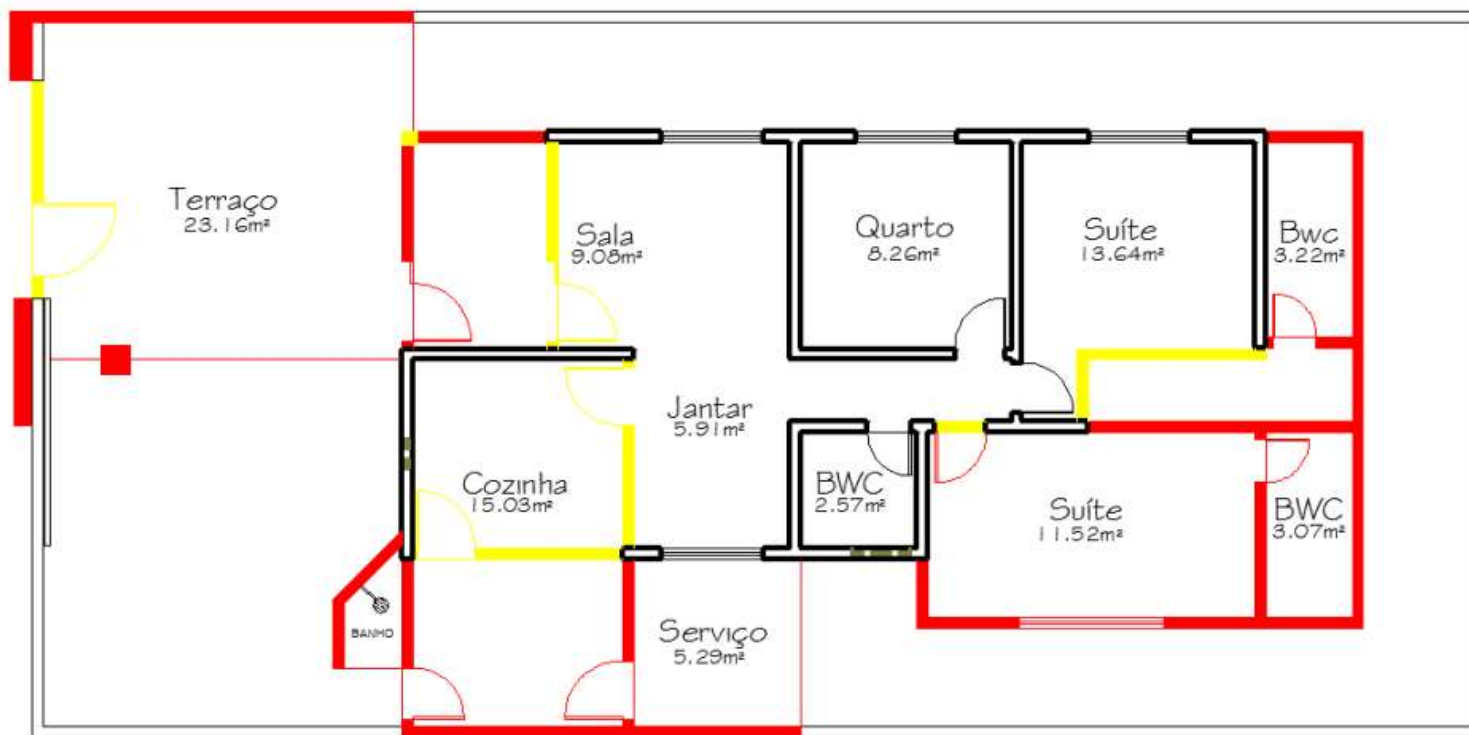 Terraço
23.16m²
Sala
9.08m²
Quarto
8.26m²
Suíte
13.64m²
Bwc
3.22m²
Jantar
5.91m²
Cozinha
15.03m²
BWC
2.57m²
Suíte
11.52m²
BWC
3.07m²
BANHO
Serviço
5.29m²